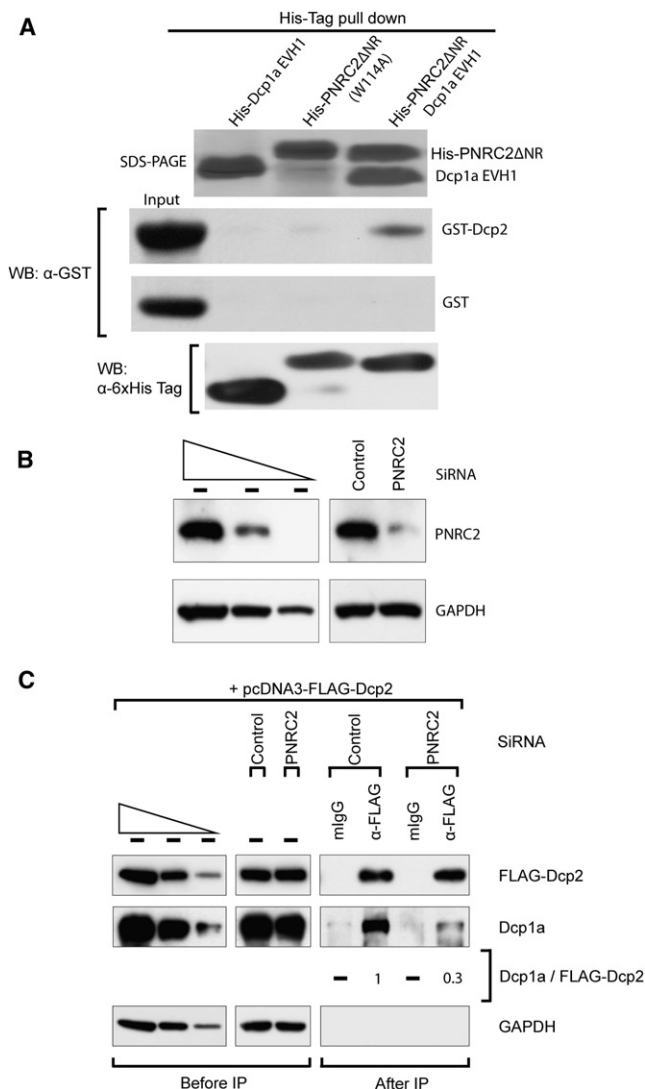 A
His-Tag pull down
His-Dcp1a EVH1
His-PNRC2ΔNR
(W114A)
His-PNRC2ΔNR
Dcp1a EVH1
SDS-PAGE
His-PNRC2ΔNR
Dcp1a EVH1
Input
WB: α-GST
GST-Dcp2
GST
WB:
α-6xHis Tag
B
Control
PNRC2
SiRNA
PNRC2
GAPDH
C
+ pcDNA3-FLAG-Dcp2
Control
PNRC2
Control
PNRC2
SiRNA
mIgG
α-FLAG
mIgG
α-FLAG
FLAG-Dcp2
Dcp1a
1
0.3
Dcp1a / FLAG-Dcp2
GAPDH
Before IP
After IP